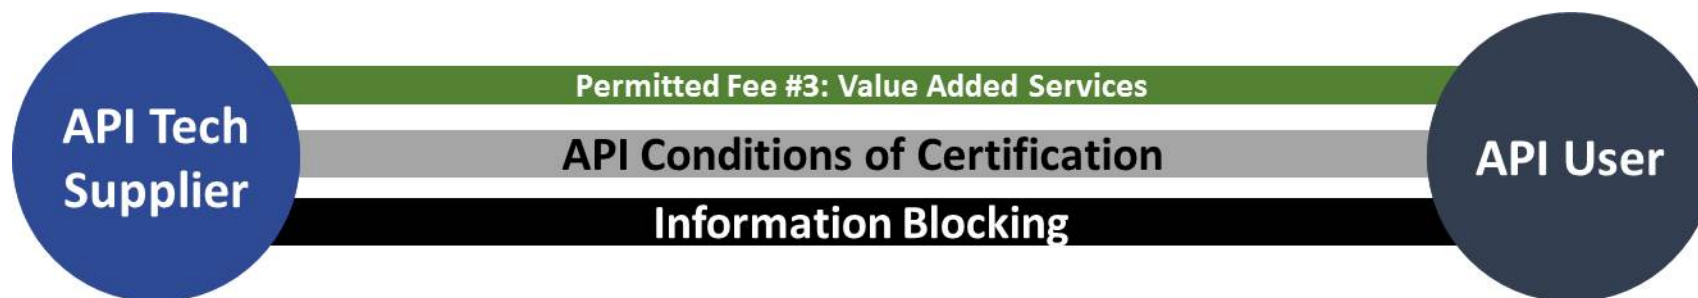 API Tech
Supplier
Permitted Fee #3: Value Added Services
API Conditions of Certification
Information Blocking
API User